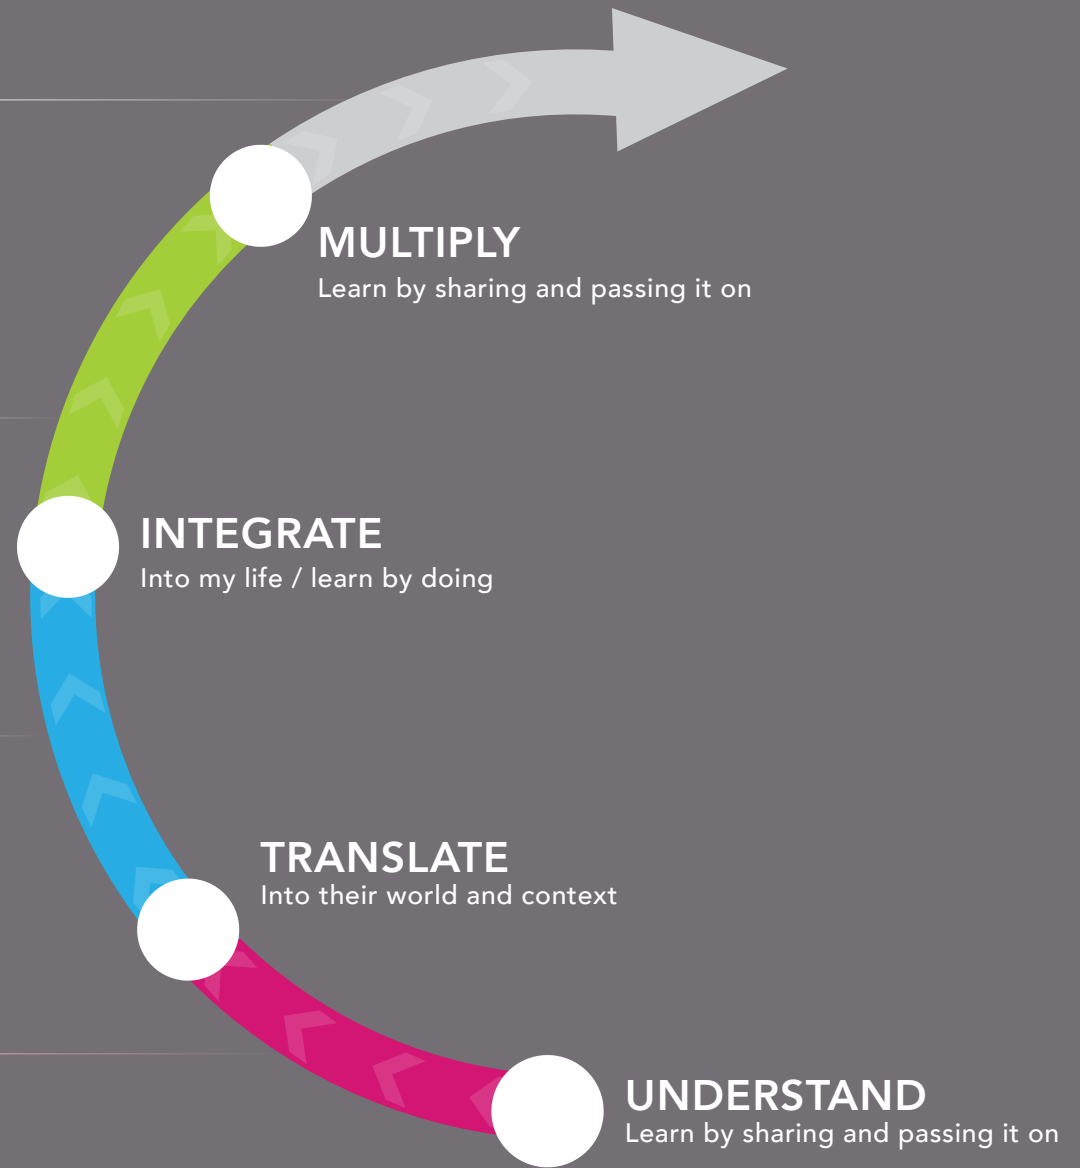 MULTIPLY
Learn by sharing and passing it on
INTEGRATE
Into my life / learn by doing
TRANSLATE
Into their world and context
UNDERSTAND
Learn by sharing and passing it on